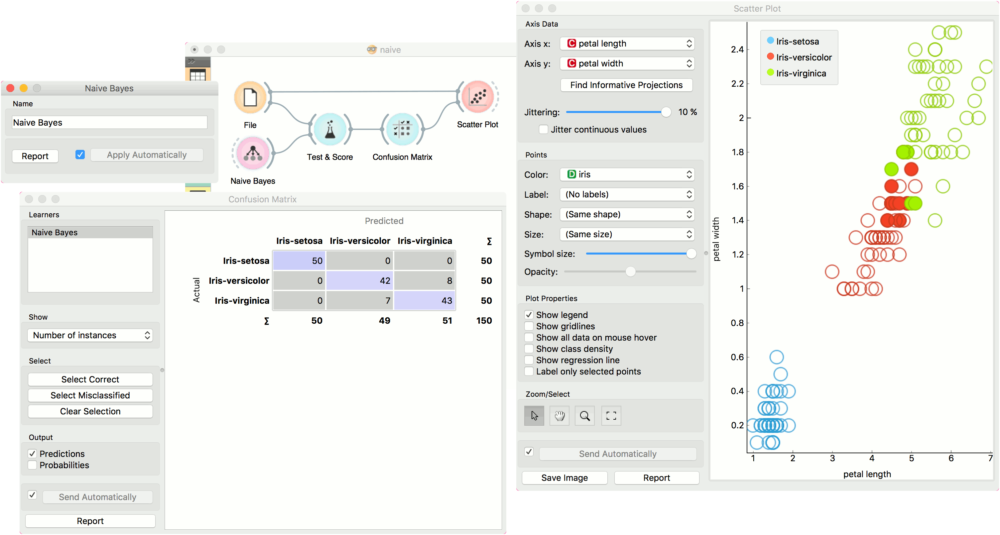 Naive Bayes
Name
Naive Bayes
Report
Apply Automatically
naive
File
Naive Bayes
Test & Score
Confusion Matrix
Scatter Plot
Confusion Matrix
Learners
Naive Bayes
Show
Number of instances
Select
Select Correct
Select Misclassified
Clear Selection
Output
Predictions
Probabilities
Send Automatically
Report
Predicted
Iris-setosa Iris-versicolor Iris-virginica Σ
Actual
Iris-setosa 50 0 0 50
Iris-versicolor 0 42 8 50
Iris-virginica 0 7 43 50
Σ 50 49 51 150
Scatter Plot
Axis Data
Axis x: C petal length
Axis y: C petal width
Find Informative Projections
Jittering: 10 %
Jitter continuous values
Points
Color: D iris
Label: (No labels)
Shape: (Same shape)
Size: (Same size)
Symbol size:
Opacity:
Plot Properties
Show legend
Show gridlines
Show all data on mouse hover
Show class density
Show regression line
Label only selected points
Zoom/Select
Send Automatically
Save Image
Report
Iris-setosa
Iris-versicolor
Iris-virginica
petal width
2.4
2.2
2
1.8
1.6
1.4
1.2
1
0.8
0.6
0.4
0.2
1 2 3 4 5 6 7
petal length